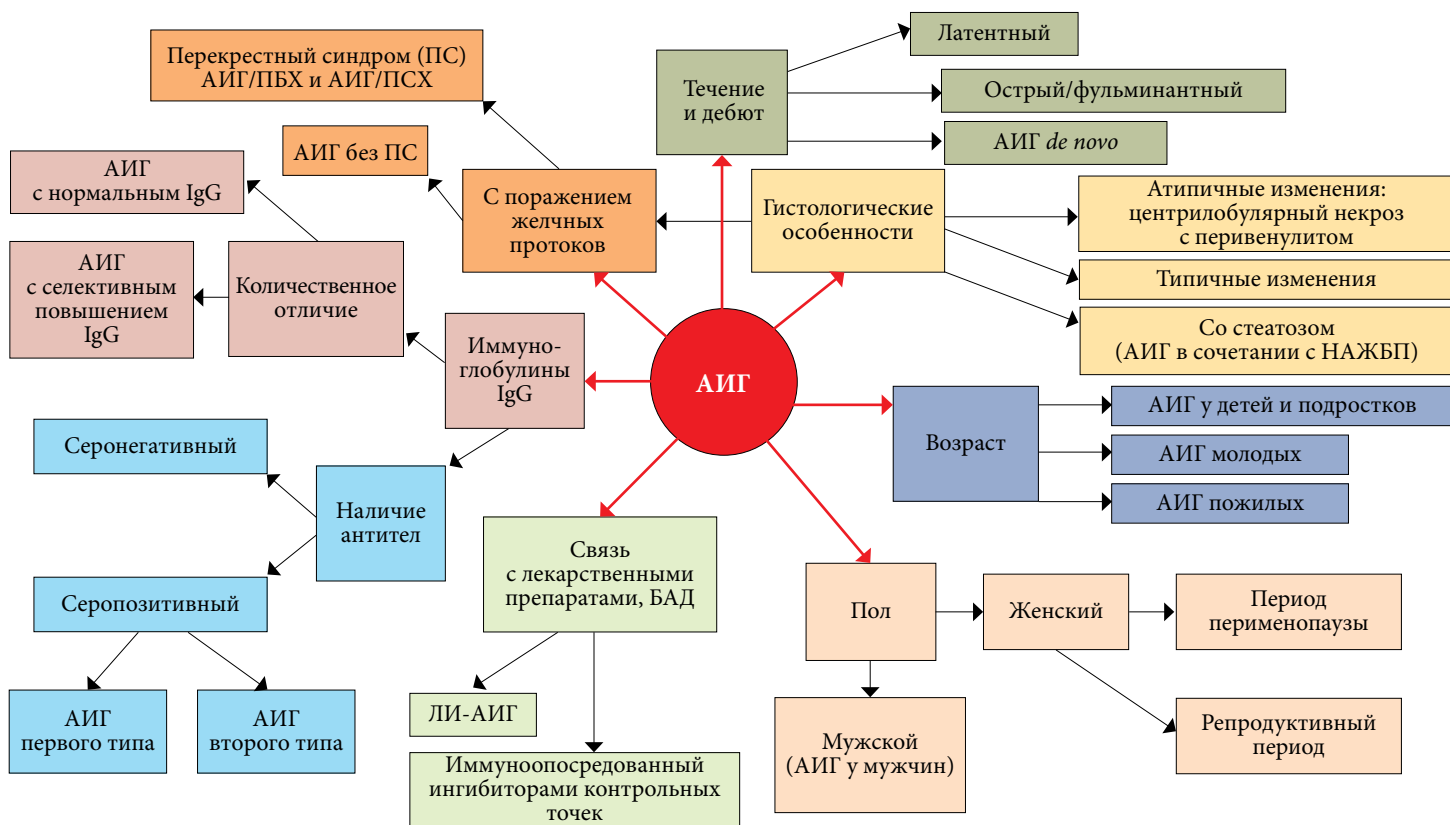 Латентный
Перекрестный синдром (ПС)
АИГ/ПБХ и АИГ/ПСХ
Течение
и дебют
Острый/фульминантный
АИГ de novo
АИГ без ПС
АИГ
с нормальным IgG
С поражением
желчных
протоков
Гистологические
особенности
Атипичные изменения:
центрилобулярный некроз
с перивенулитом
Типичные изменения
АИГ
с селективным
повышением
IgG
Количественное
отличие
Со стеатозом
(АИГ в сочетании с НАЖБП)
Иммуно-
глобулины
IgG
АИГ
Возраст
АИГ у детей и подростков
АИГ молодых
АИГ пожилых
Серонегативный
Наличие
антител
Серопозитивный
АИГ
первого типа
АИГ
второго типа
Связь
с лекарственными
препаратами, БАД
ЛИ-АИГ
Иммуноопосредованный
ингибиторами контрольных
точек
Пол
Женский
Период
перименопаузы
Репродуктивный
период
Мужской
(АИГ у мужчин)